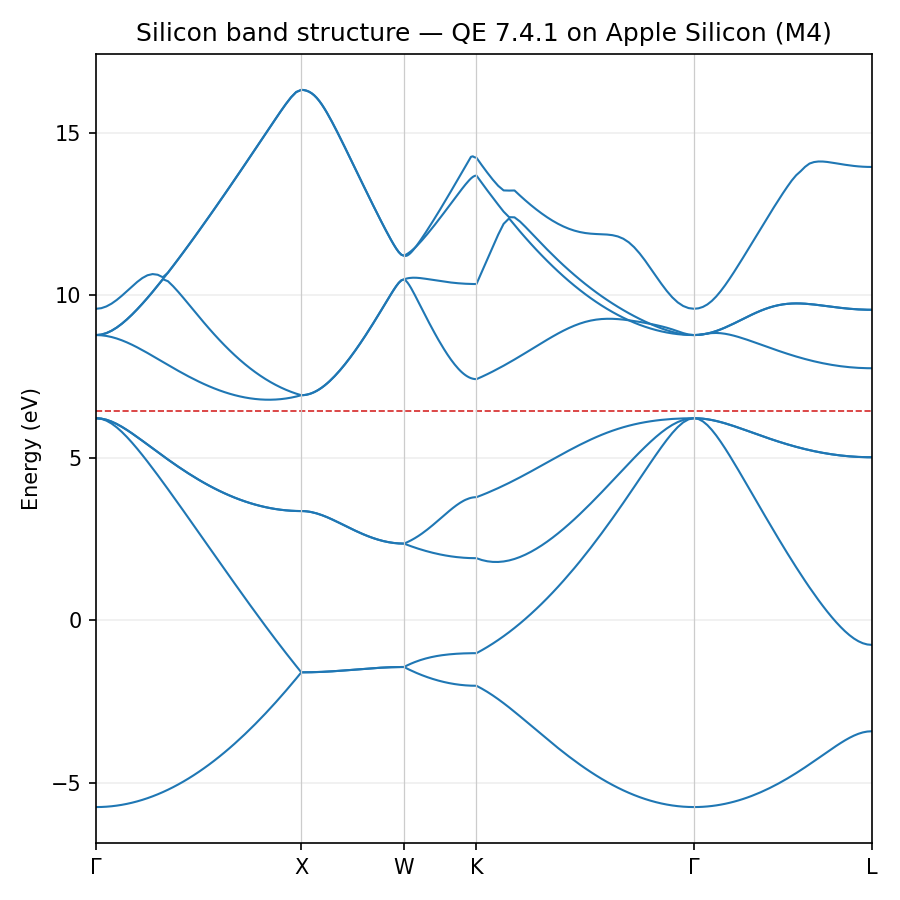 Silicon band structure — QE 7.4.1 on Apple Silicon (M4)
Energy (eV)
15
10
5
0
−5
Γ X W K Γ L